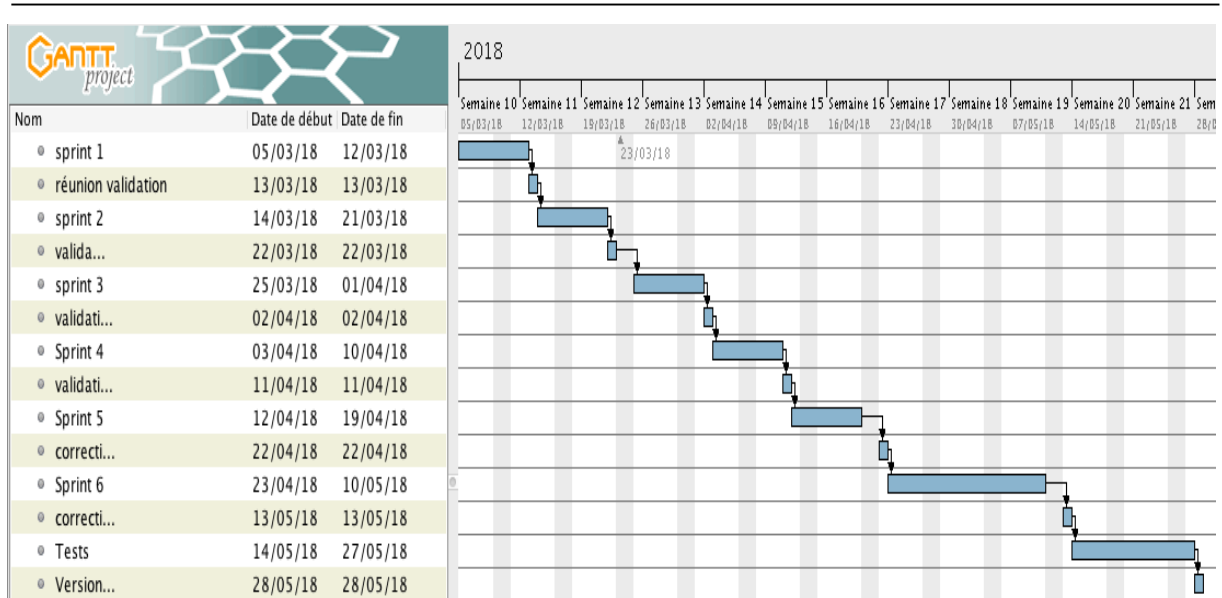 GANTT
project
2018
Semaine 10 Semaine 11 Semaine 12 Semaine 13 Semaine 14 Semaine 15 Semaine 16 Semaine 17 Semaine 18 Semaine 19 Semaine 20 Semaine 21 Sem
Nom Date de début Date de fin
05/03/18 12/03/18 19/03/18 26/03/18 02/04/18 09/04/18 16/04/18 23/04/18 30/04/18 07/05/18 14/05/18 21/05/18 28/0
23/03/18
sprint 1 05/03/18 12/03/18
réunion validation 13/03/18 13/03/18
sprint 2 14/03/18 21/03/18
valida... 22/03/18 22/03/18
sprint 3 25/03/18 01/04/18
validati... 02/04/18 02/04/18
Sprint 4 03/04/18 10/04/18
validati... 11/04/18 11/04/18
Sprint 5 12/04/18 19/04/18
correcti... 22/04/18 22/04/18
Sprint 6 23/04/18 10/05/18
correcti... 13/05/18 13/05/18
Tests 14/05/18 27/05/18
Version... 28/05/18 28/05/18